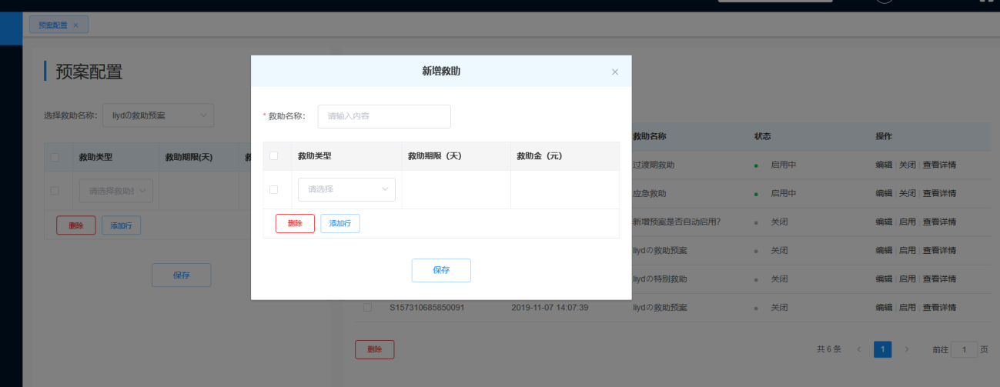 预案配置 ×
预案配置
选择救助名称: liydの救助预案
救助类型 救助期限(天)
请选择救助
删除 添加行
保存
新增救助 ×
* 救助名称: 请输入内容
救助类型 救助期限 (天) 救助金 (元)
请选择
删除 添加行
保存
救助名称 状态 操作
过渡期救助 启用中 编辑 关闭 查看详情
应急救助 启用中 编辑 关闭 查看详情
新增预案是否自动启用? 关闭 编辑 启用 查看详情
liydの救助预案 关闭 编辑 启用 查看详情
liydの特别救助 关闭 编辑 启用 查看详情
S157310685850091 2019-11-07 14:07:39 liydの救助预案 关闭 编辑 启用 查看详情
删除 共 6 条 < 1 > 前往 1 页